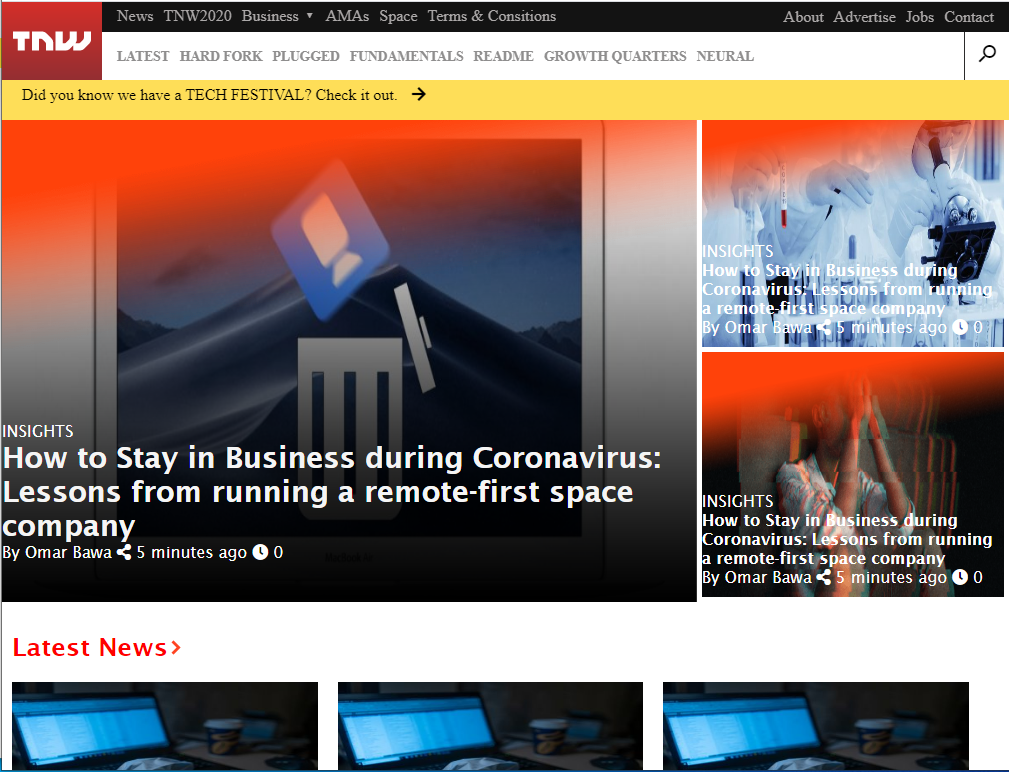 News TNW2020 Business ▼ AMAs Space Terms & Consitions About Advertise Jobs Contact
TNW
LATEST HARD FORK PLUGGED FUNDAMENTALS README GROWTH QUARTERS NEURAL
Did you know we have a TECH FESTIVAL? Check it out. →
INSIGHTS
How to Stay in Business during Coronavirus:
Lessons from running a remote-first space
company
By Omar Bawa 5 minutes ago 0
INSIGHTS
How to Stay in Business during
Coronavirus: Lessons from running
a remote-first space company
By Omar Bawa 5 minutes ago 0
INSIGHTS
How to Stay in Business during
Coronavirus: Lessons from running
a remote-first space company
By Omar Bawa 5 minutes ago 0
Latest News>